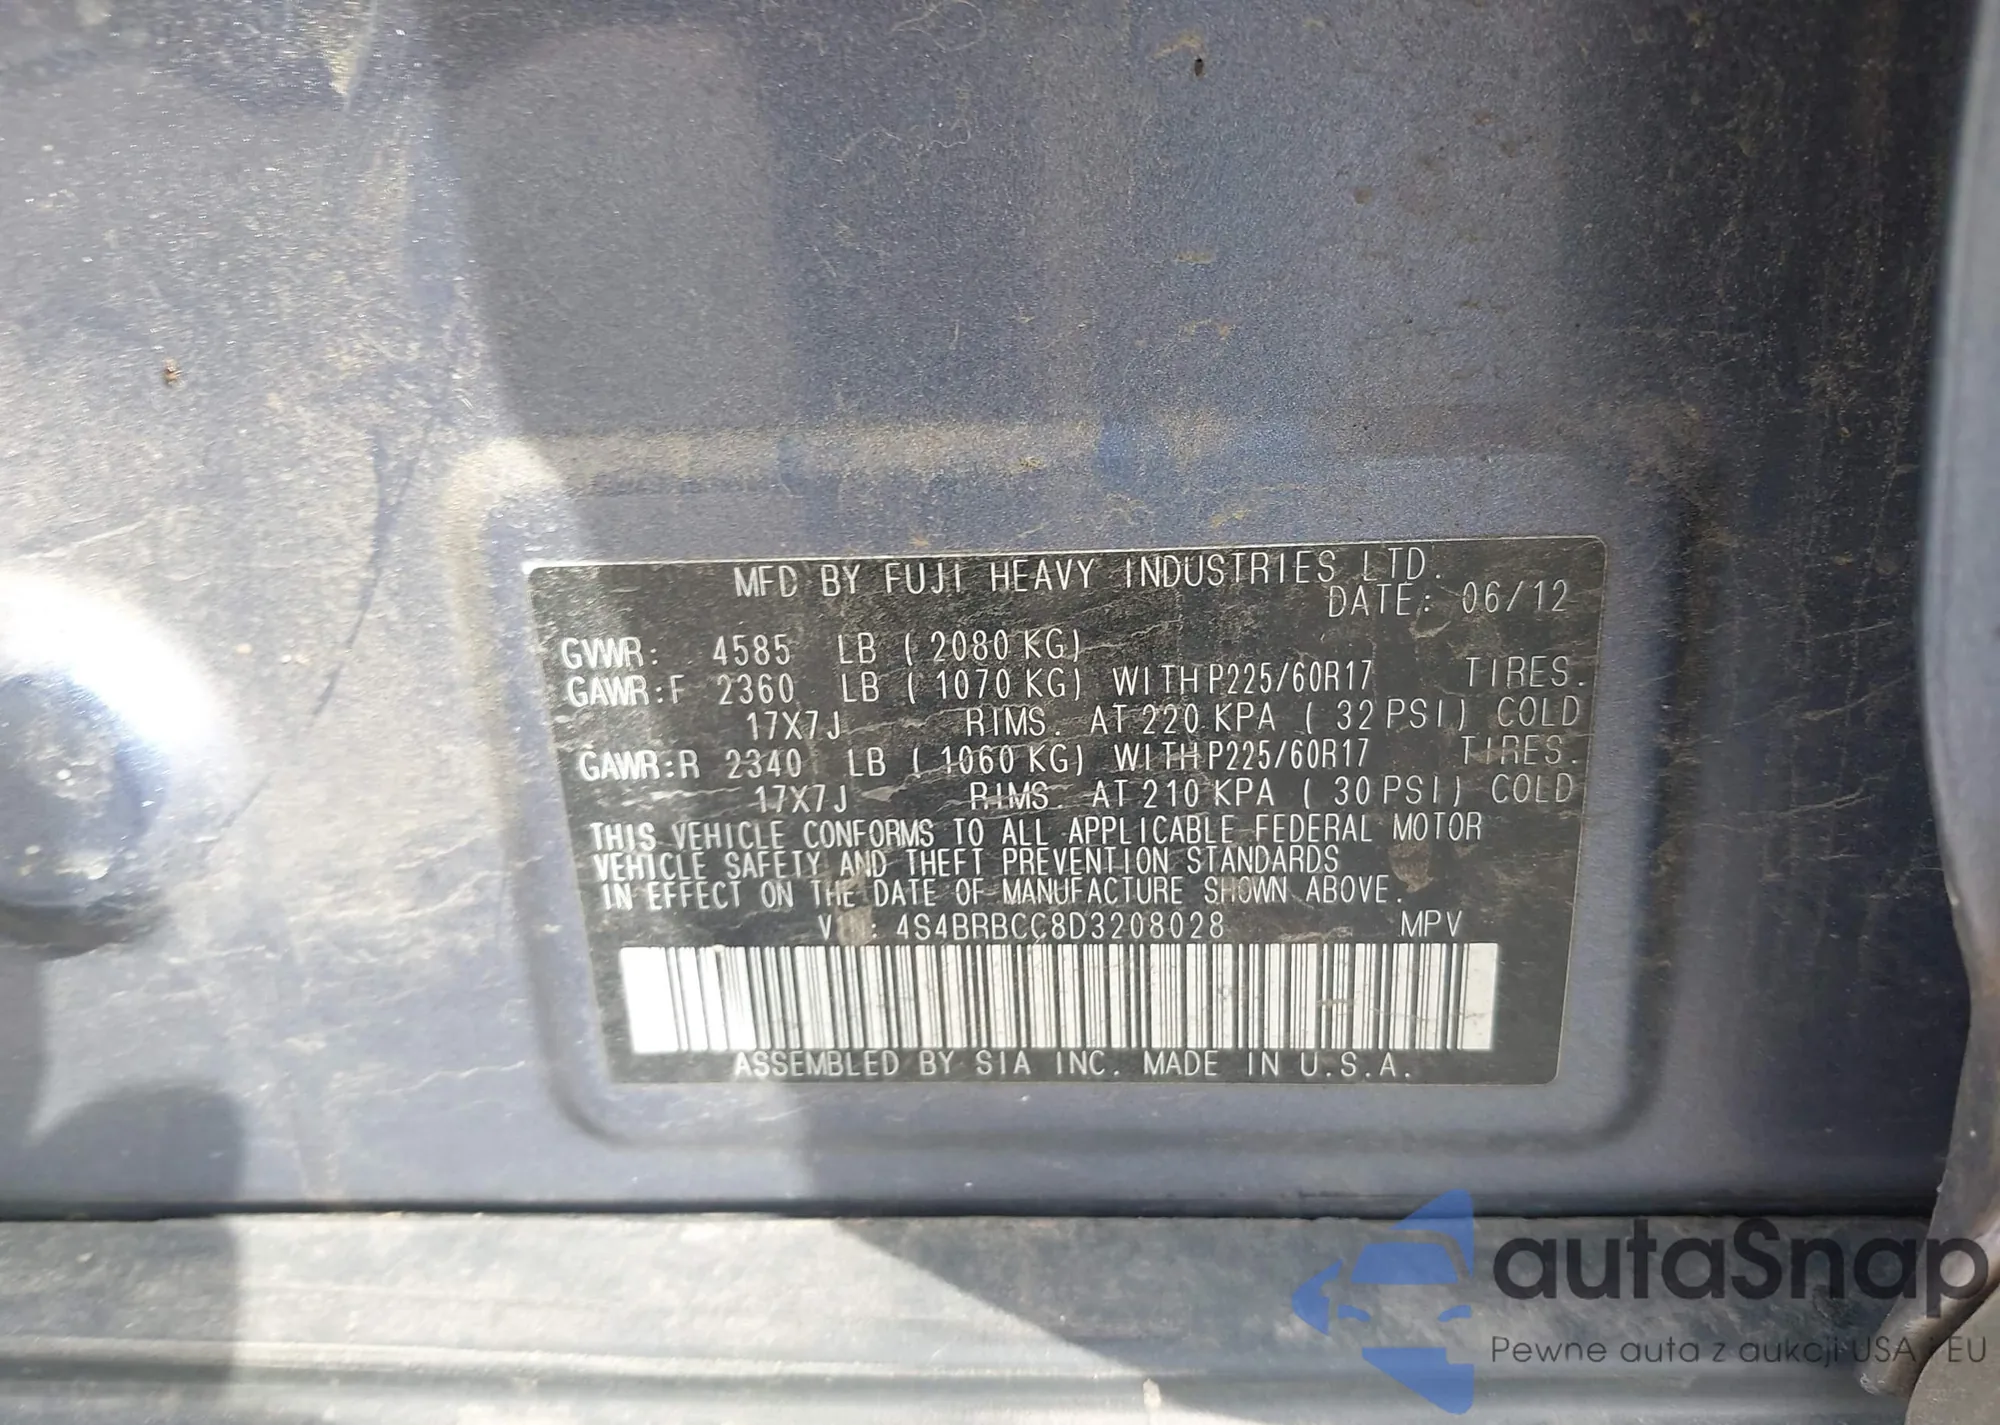 MFD BY FUJI HEAVY INDUSTRIES LTD.
DATE: 06/12
GVWR: 4585 LB ( 2080 KG)
GAWR:F 2360 LB ( 1070 KG) WITH P225/60R17 TIRES.
17X7J RIMS. AT 220 KPA ( 32 PSI) COLD
GAWR:R 2340 LB ( 1060 KG) WITH P225/60R17 TIRES.
17X7J RIMS. AT 210 KPA ( 30 PSI) COLD
THIS VEHICLE CONFORMS TO ALL APPLICABLE FEDERAL MOTOR
VEHICLE SAFETY AND THEFT PREVENTION STANDARDS
IN EFFECT ON THE DATE OF MANUFACTURE SHOWN ABOVE.
VIN: 4S4BRBCC8D3208028 MPV
ASSEMBLED BY SIA INC. MADE IN U.S.A.
autaSnap
Pewne auta z aukcji USA i EU